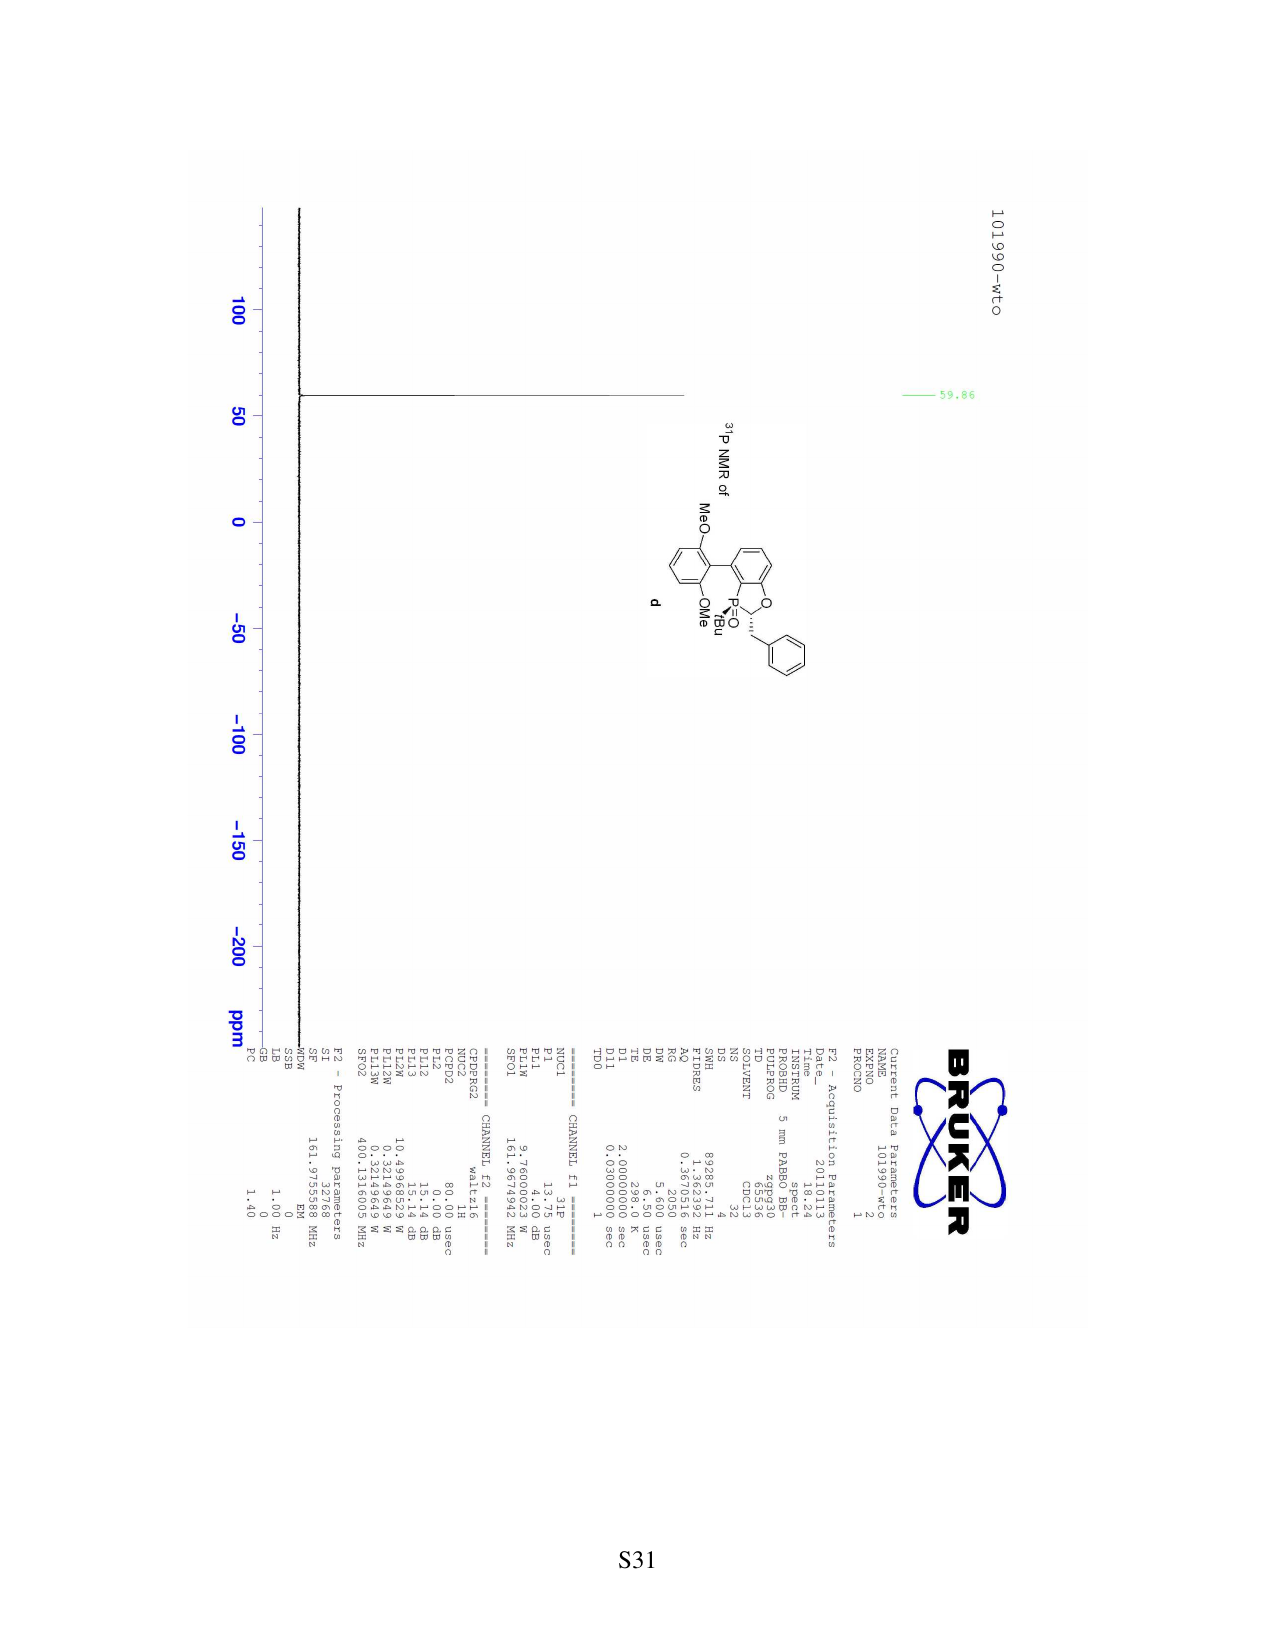 101990-wto
59.86
31P NMR of
MeO
OMe
P=O
O
tBu
d
100 50 0 −50 −100 −150 −200 ppm
BRUKER
Current Data Parameters
NAME 101990-wto
EXPNO 2
PROCNO 1
F2 - Acquisition Parameters
Date_ 20110113
Time 18.24
INSTRUM spect
PROBHD 5 mm PABBO BB-
PULPROG zgpg30
TD 65536
SOLVENT CDCl3
NS 32
DS 4
SWH 89285.711 Hz
FIDRES 1.362392 Hz
AQ 0.3670516 sec
RG 2050
DW 5.600 usec
DE 6.50 usec
TE 298.0 K
D1 2.00000000 sec
D11 0.03000000 sec
TD0 1
======== CHANNEL f1 ========
NUC1 31P
P1 13.75 usec
PL1 4.00 dB
PL1W 9.76000023 W
SFO1 161.9674942 MHz
======== CHANNEL f2 ========
CPDPRG2 waltz16
NUC2 1H
PCPD2 80.00 usec
PL2 0.00 dB
PL12 15.14 dB
PL13 15.14 dB
PL2W 10.49968529 W
PL12W 0.32149649 W
PL13W 0.32149649 W
SFO2 400.1316005 MHz
F2 - Processing parameters
SI 32768
SF 161.9755588 MHz
WDW EM
SSB 0
LB 1.00 Hz
GB 0
PC 1.40
S31